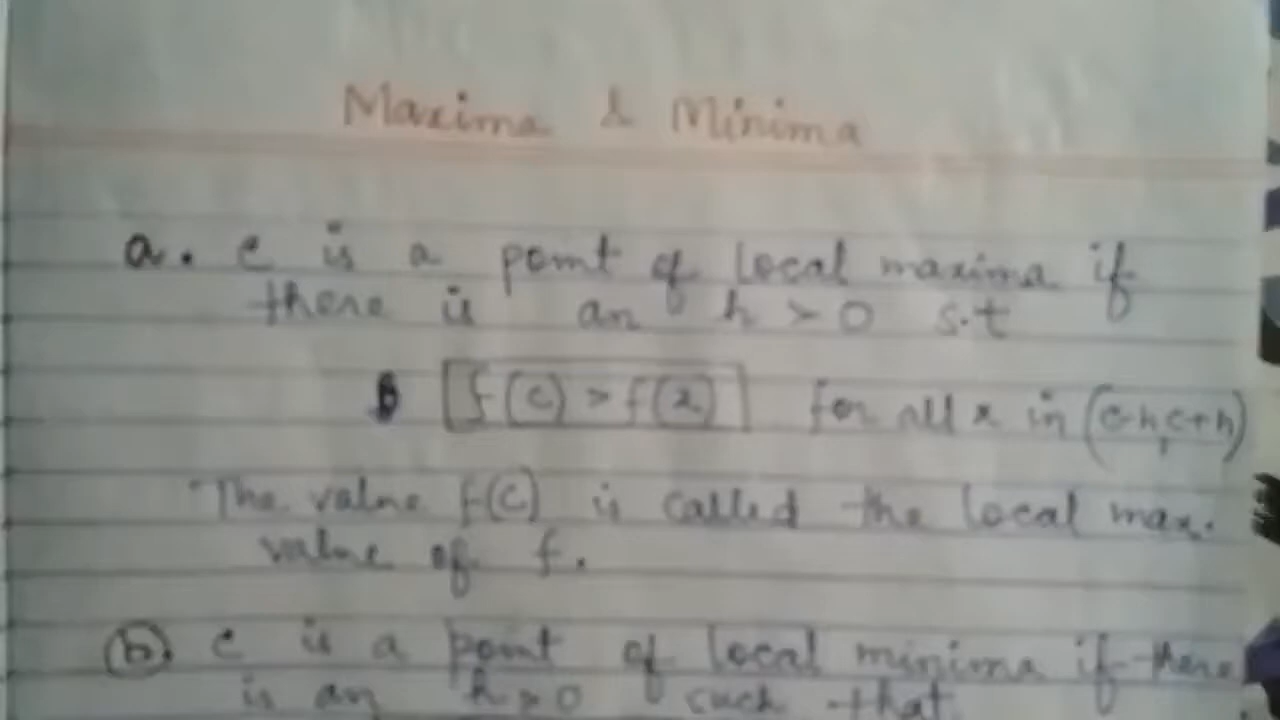 Maxima & Minima
a. c is a point of local maxima if
there is an h > 0 s.t
[f(c) > f(x)] for all x in (c-h, c+h)
The value f(c) is called the local max.
value of f.
(b). c is a point of local minima if there
is an h > 0 such that